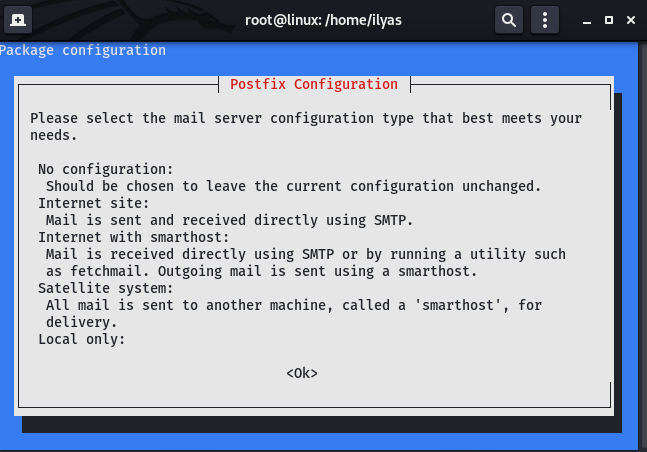 root@linux: /home/ilyas
Package configuration
Postfix Configuration
Please select the mail server configuration type that best meets your
needs.
No configuration:
Should be chosen to leave the current configuration unchanged.
Internet site:
Mail is sent and received directly using SMTP.
Internet with smarthost:
Mail is received directly using SMTP or by running a utility such
as fetchmail. Outgoing mail is sent using a smarthost.
Satellite system:
All mail is sent to another machine, called a 'smarthost', for
delivery.
Local only:
<Ok>